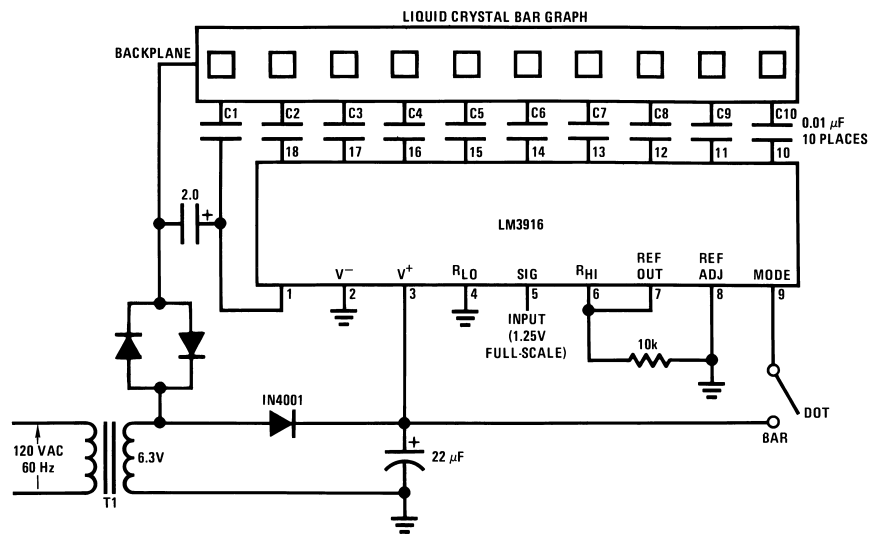 LIQUID CRYSTAL BAR GRAPH
BACKPLANE
C1 C2 C3 C4 C5 C6 C7 C8 C9 C10
0.01 μF
10 PLACES
18 17 16 15 14 13 12 11 10
2.0
+
LM3916
V− V+ RLO SIG RHI REF OUT REF ADJ MODE
1 2 3 4 5 6 7 8 9
INPUT
(1.25V
FULL-SCALE)
10k
DOT
BAR
IN4001
+
22 μF
120 VAC
60 Hz
6.3V
T1